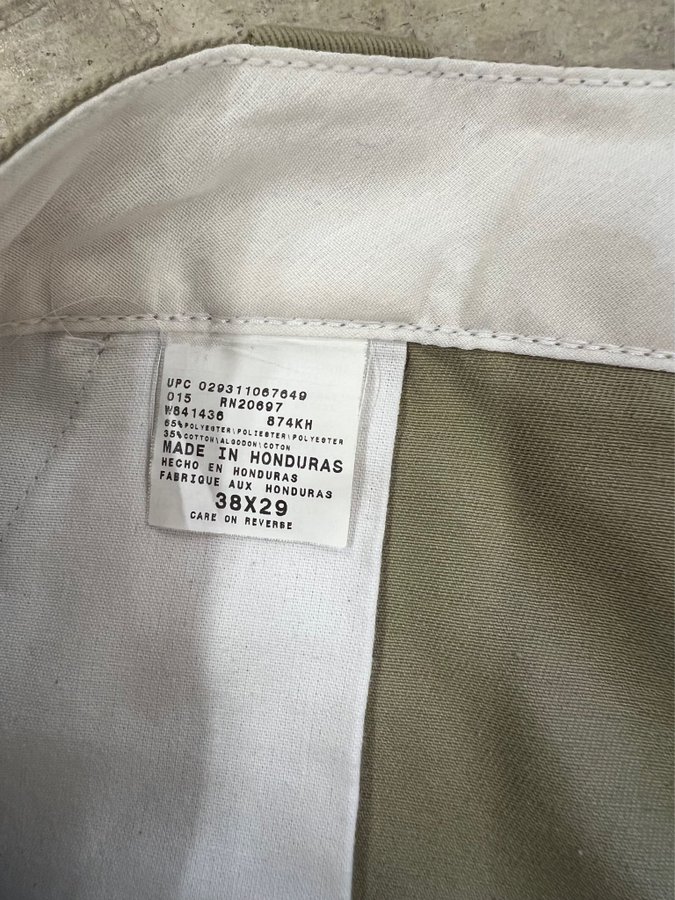 UPC 029311067649
015 RN20697
W841436 874KH
65%POLYESTER\POLIESTER\POLYESTER
35%COTTON\ALGODON\COTON
MADE IN HONDURAS
HECHO EN HONDURAS
FABRIQUE AUX HONDURAS
38X29
CARE ON REVERSE